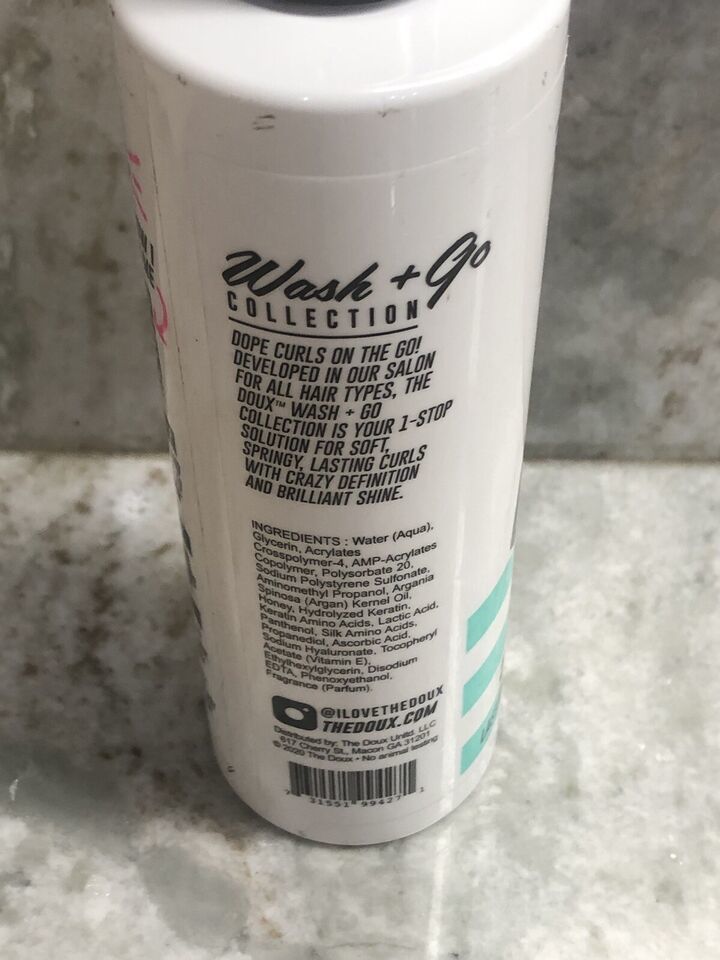 Wash + Go
COLLECTION
DOPE CURLS ON THE GO!
DEVELOPED IN OUR SALON
FOR ALL HAIR TYPES, THE
DOUX™ WASH + GO
COLLECTION IS YOUR 1-STOP
SOLUTION FOR SOFT,
SPRINGY, LASTING CURLS
WITH CRAZY DEFINITION
AND BRILLIANT SHINE.
INGREDIENTS : Water (Aqua),
Glycerin, Acrylates
Crosspolymer-4, AMP-Acrylates
Copolymer, Polysorbate 20,
Sodium Polystyrene Sulfonate,
Aminomethyl Propanol, Argania
Spinosa (Argan) Kernel Oil,
Honey, Hydrolyzed Keratin,
Keratin Amino Acids, Lactic Acid,
Panthenol, Silk Amino Acids,
Propanediol, Ascorbic Acid,
Sodium Hyaluronate, Tocopheryl
Acetate (Vitamin E),
Ethylhexylglycerin, Disodium
EDTA, Phenoxyethanol,
Fragrance (Parfum).
@ILOVETHEDOUX
THEDOUX.COM
Distributed by: The Doux Unltd. LLC
617 Cherry St., Macon GA 31201
© 2020 The Doux • No animal testing
7 31551 99427 1